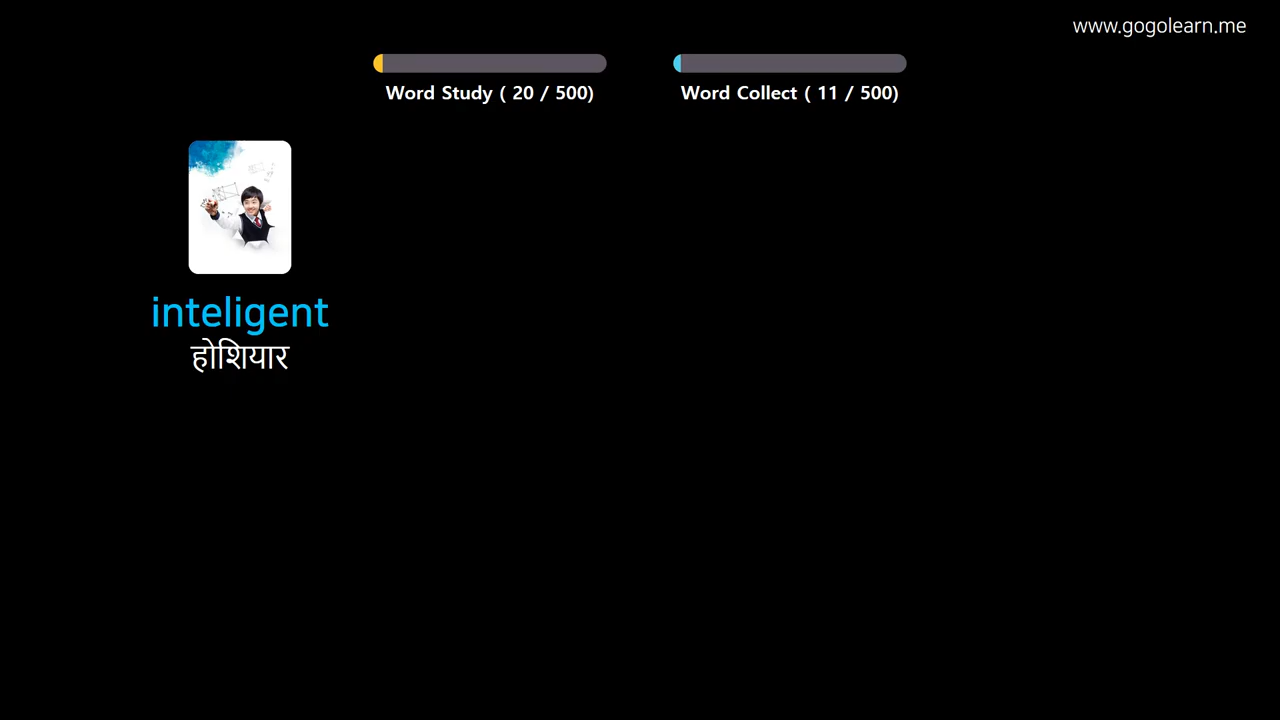 www.gogolearn.me
Word Study ( 20 / 500)
Word Collect ( 11 / 500)
inteligent
होशियार